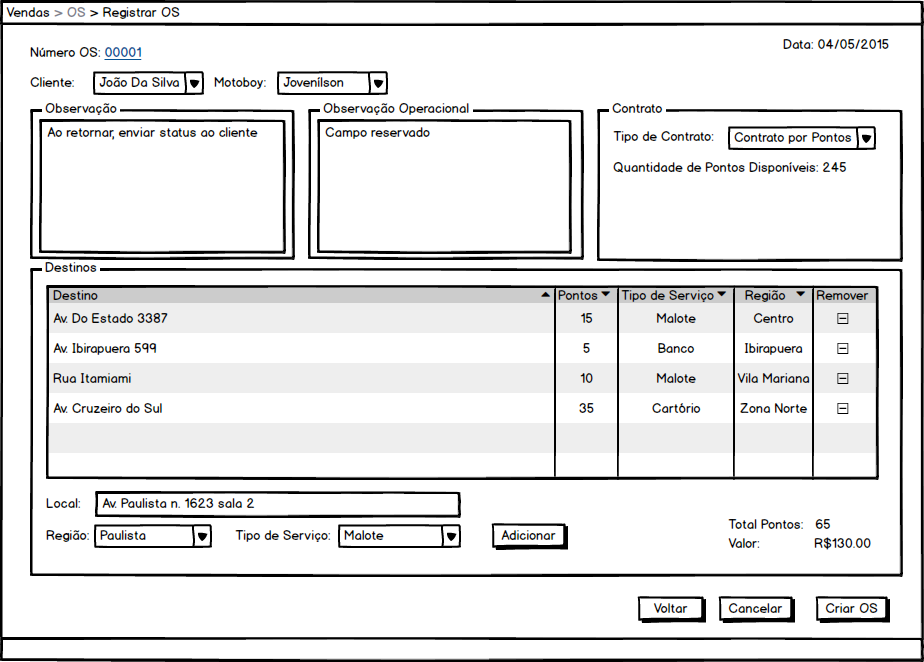 Vendas > OS > Registrar OS
Data: 04/05/2015
Número OS: 00001
Cliente: João Da Silva Motoboy: Jovenílson
Observação
Ao retornar, enviar status ao cliente
Observação Operacional
Campo reservado
Contrato
Tipo de Contrato: Contrato por Pontos
Quantidade de Pontos Disponíveis: 245
Destinos
Destino Pontos Tipo de Serviço Região Remover
Av. Do Estado 3387 15 Malote Centro
Av. Ibirapuera 599 5 Banco Ibirapuera
Rua Itamiami 10 Malote Vila Mariana
Av. Cruzeiro do Sul 35 Cartório Zona Norte
Local: Av. Paulista n. 1623 sala 2
Região: Paulista Tipo de Serviço: Malote Adicionar
Total Pontos: 65
Valor: R$130.00
Voltar Cancelar Criar OS